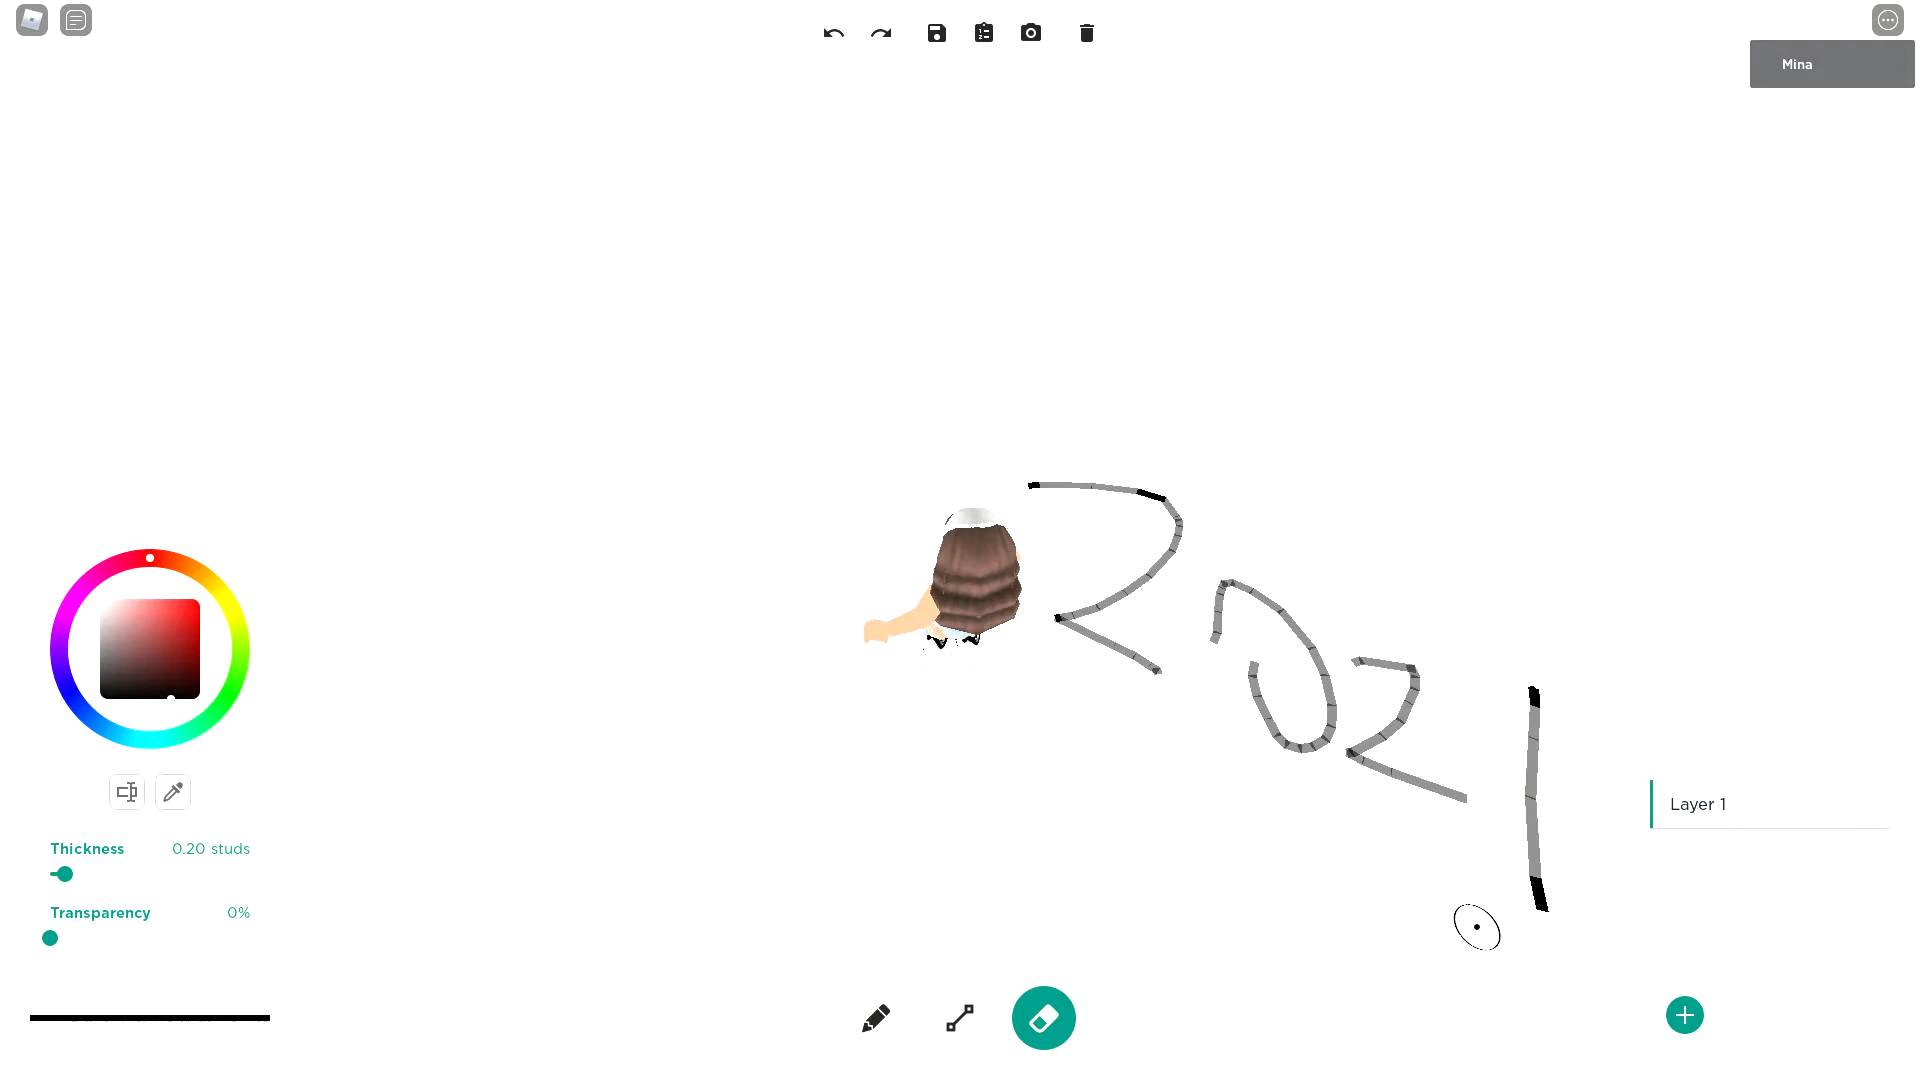 Mina
2021
Thickness 0.20 studs
Transparency 0%
Layer 1